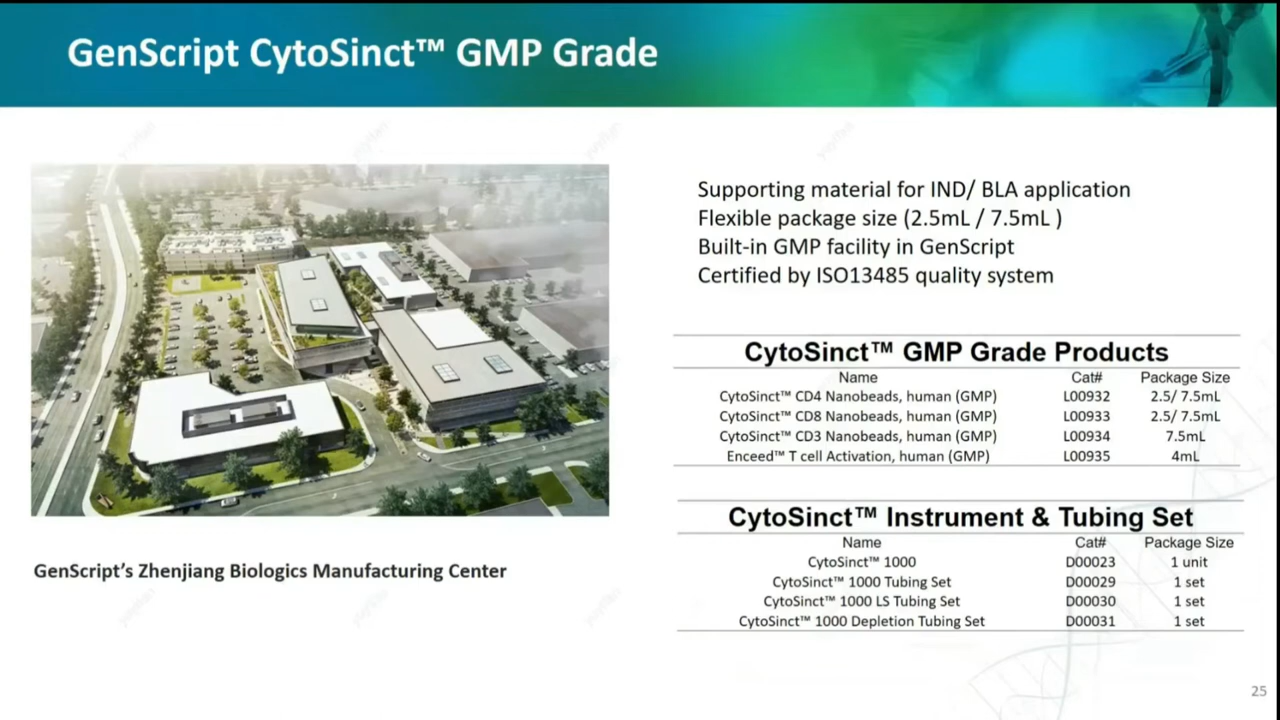 GenScript CytoSinct™ GMP Grade
Supporting material for IND/ BLA application
Flexible package size (2.5mL / 7.5mL )
Built-in GMP facility in GenScript
Certified by ISO13485 quality system
CytoSinct™ GMP Grade Products
Name Cat# Package Size
CytoSinct™ CD4 Nanobeads, human (GMP) L00932 2.5/ 7.5mL
CytoSinct™ CD8 Nanobeads, human (GMP) L00933 2.5/ 7.5mL
CytoSinct™ CD3 Nanobeads, human (GMP) L00934 7.5mL
Enceed™ T cell Activation, human (GMP) L00935 4mL
CytoSinct™ Instrument & Tubing Set
Name Cat# Package Size
CytoSinct™ 1000 D00023 1 unit
CytoSinct™ 1000 Tubing Set D00029 1 set
CytoSinct™ 1000 LS Tubing Set D00030 1 set
CytoSinct™ 1000 Depletion Tubing Set D00031 1 set
GenScript’s Zhenjiang Biologics Manufacturing Center
25